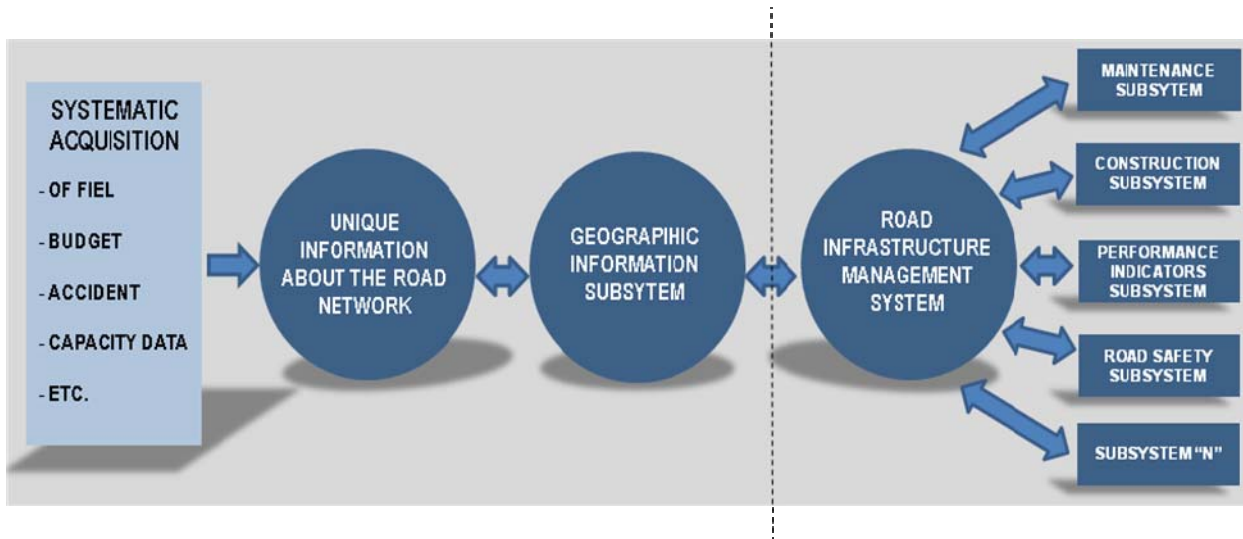 SYSTEMATIC
ACQUISITION
- OF FIEL
- BUDGET
- ACCIDENT
- CAPACITY DATA
- ETC.
UNIQUE
INFORMATION
ABOUT THE ROAD
NETWORK
GEOGRAPIHIC
INFORMATION
SUBSYTEM
ROAD
INFRASTRUCTURE
MANAGEMENT
SYSTEM
MAINTENANCE
SUBSYTEM
CONSTRUCTION
SUBSYSTEM
PERFORMANCE
INDICATORS
SUBSYSTEM
ROAD SAFETY
SUBSYSTEM
SUBSYSTEM “N”